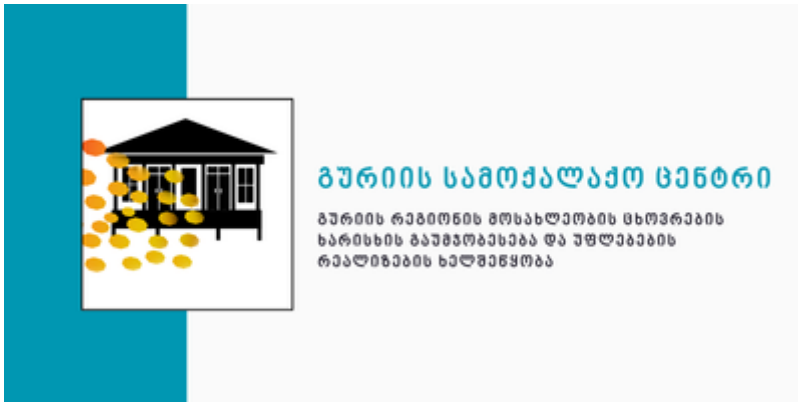 გურიის სამოქალაქო ცენტრი
გურიის რეგიონის მოსახლეობის ცხოვრების
ხარისხის გაუმჯობესება და უფლებების
რეალიზების ხელშეწყობა